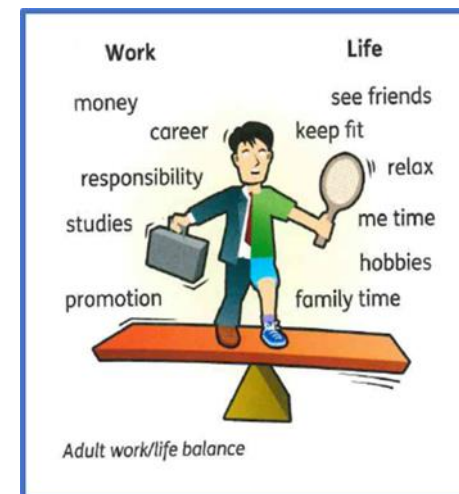 Work
money
career
responsibility
studies
promotion
Life
see friends
keep fit
relax
me time
hobbies
family time
Adult work/life balance